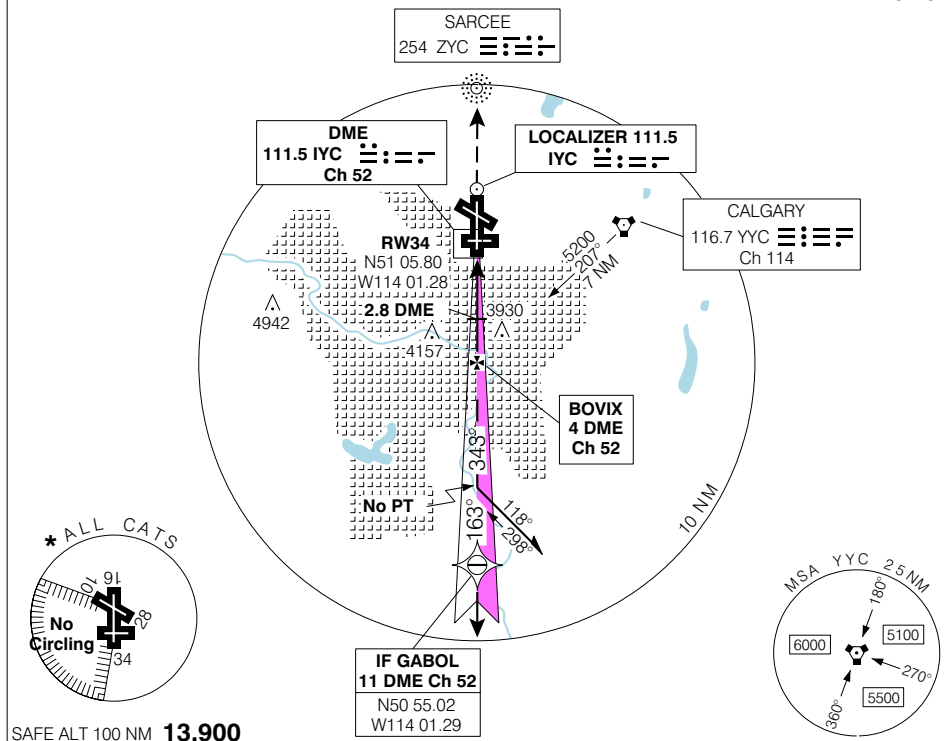 SARCEE
254 ZYC
DME
111.5 IYC
Ch 52
LOCALIZER 111.5
IYC
CALGARY
116.7 YYC
Ch 114
RW34
N51 05.80
W114 01.28
5200
207°
7 NM
2.8 DME
3930
4942
4157
BOVIX
4 DME
Ch 52
343°
No PT
163°
118°
298°
10 NM
* ALL CATS
16
10
28
34
No
Circling
IF GABOL
11 DME Ch 52
N50 55.02
W114 01.29
MSA YYC 25NM
180°
6000
5100
270°
5500
360°
SAFE ALT 100 NM 13,900